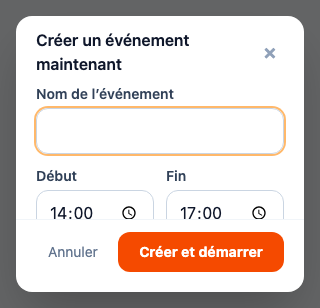 Créer un événement
maintenant
Nom de l’événement
Début Fin
14:00 17:00
Annuler Créer et démarrer